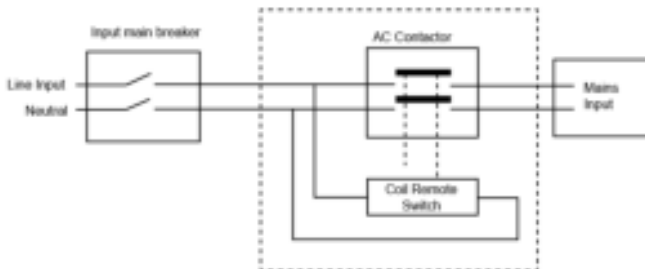 Input main breaker
AC Contactor
Line Input
Neutral
Mains
Input
Coil Remote
Switch